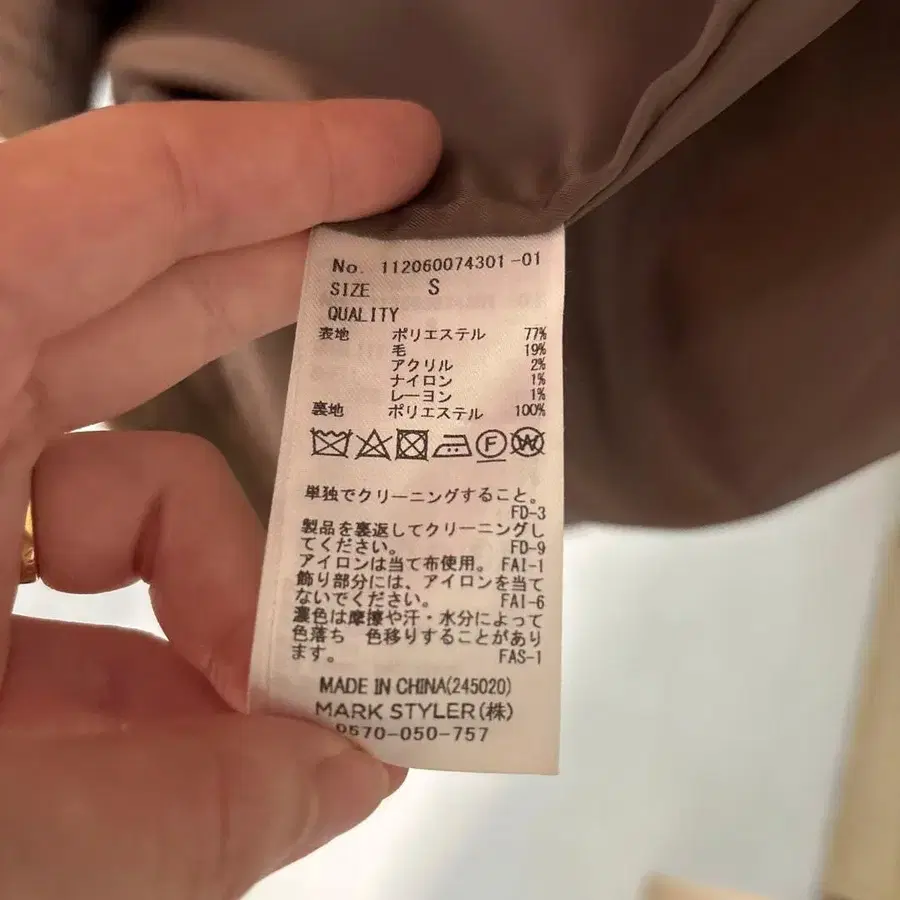 No. 112060074301-01
SIZE S
QUALITY
表地 ポリエステル 77%
毛 19%
アクリル 2%
ナイロン 1%
レーヨン 1%
裏地 ポリエステル 100%
F W
単独でクリーニングすること。
FD-3
製品を裏返してクリーニングし
てください。 FD-9
アイロンは当て布使用。 FAI-1
飾り部分には、アイロンを当て
ないでください。 FAI-6
濃色は摩擦や汗・水分によって
色落ち 色移りすることがあり
ます。 FAS-1
MADE IN CHINA(245020)
MARK STYLER(株)
0570-050-757